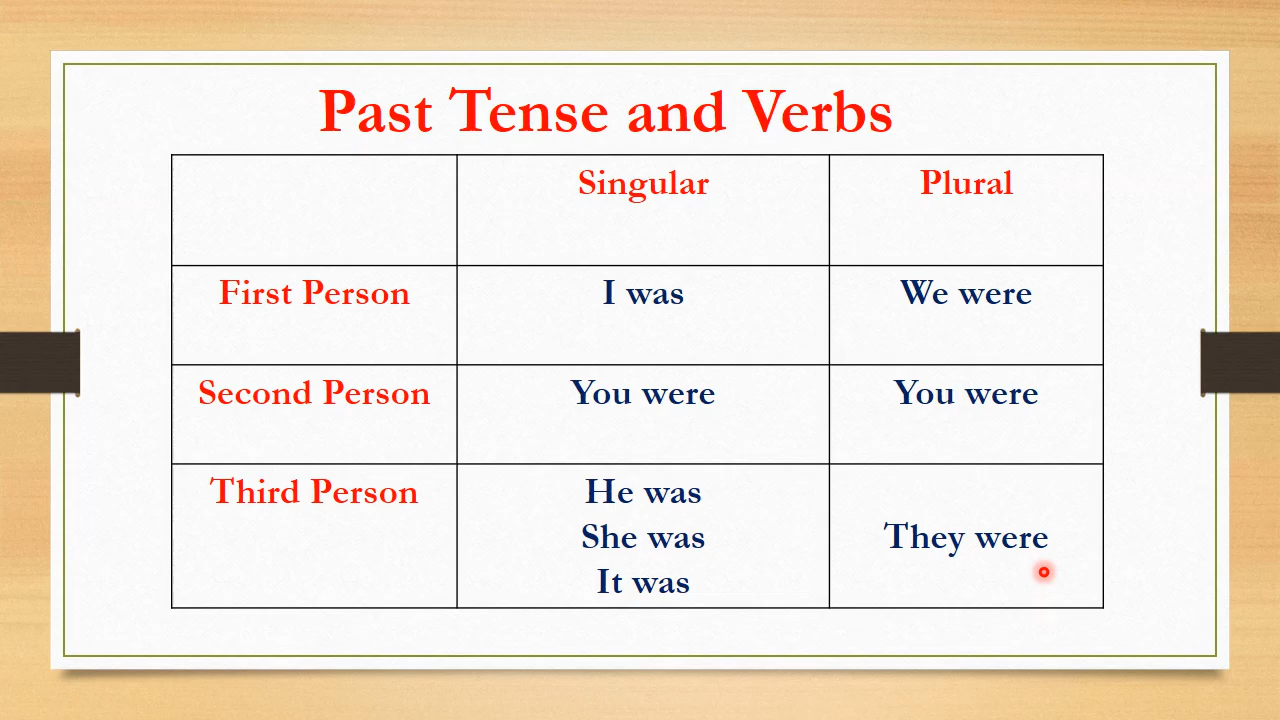 Past Tense and Verbs
Singular Plural
First Person I was We were
Second Person You were You were
Third Person He was
She was They were
It was